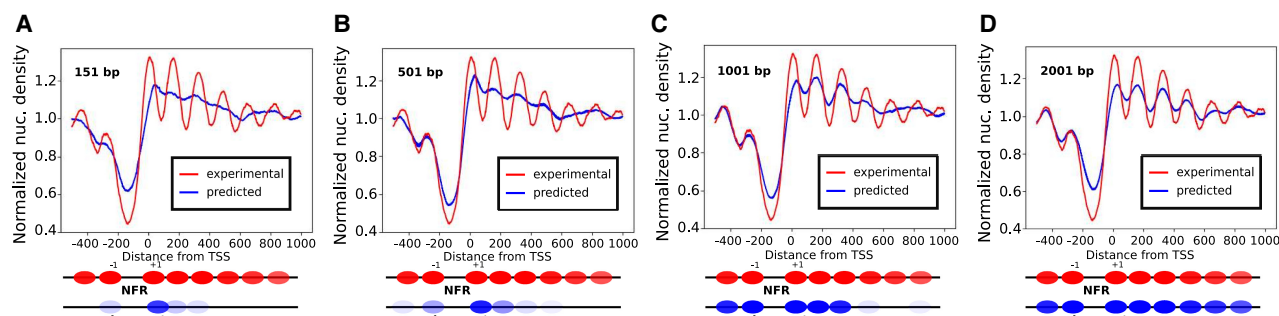 A
Normalized nuc. density
151 bp
1.2
1.0
0.8
0.6
0.4
experimental
predicted
-400 -200 0 200 400 600 800 1000
Distance from TSS
-1 +1
NFR
B
Normalized nuc. density
501 bp
1.2
1.0
0.8
0.6
0.4
experimental
predicted
-400 -200 0 200 400 600 800 1000
Distance from TSS
-1 +1
NFR
C
Normalized nuc. density
1001 bp
1.2
1.0
0.8
0.6
0.4
experimental
predicted
-400 -200 0 200 400 600 800 1000
Distance from TSS
-1 +1
NFR
D
Normalized nuc. density
2001 bp
1.2
1.0
0.8
0.6
0.4
experimental
predicted
-400 -200 0 200 400 600 800 1000
Distance from TSS
-1 +1
NFR